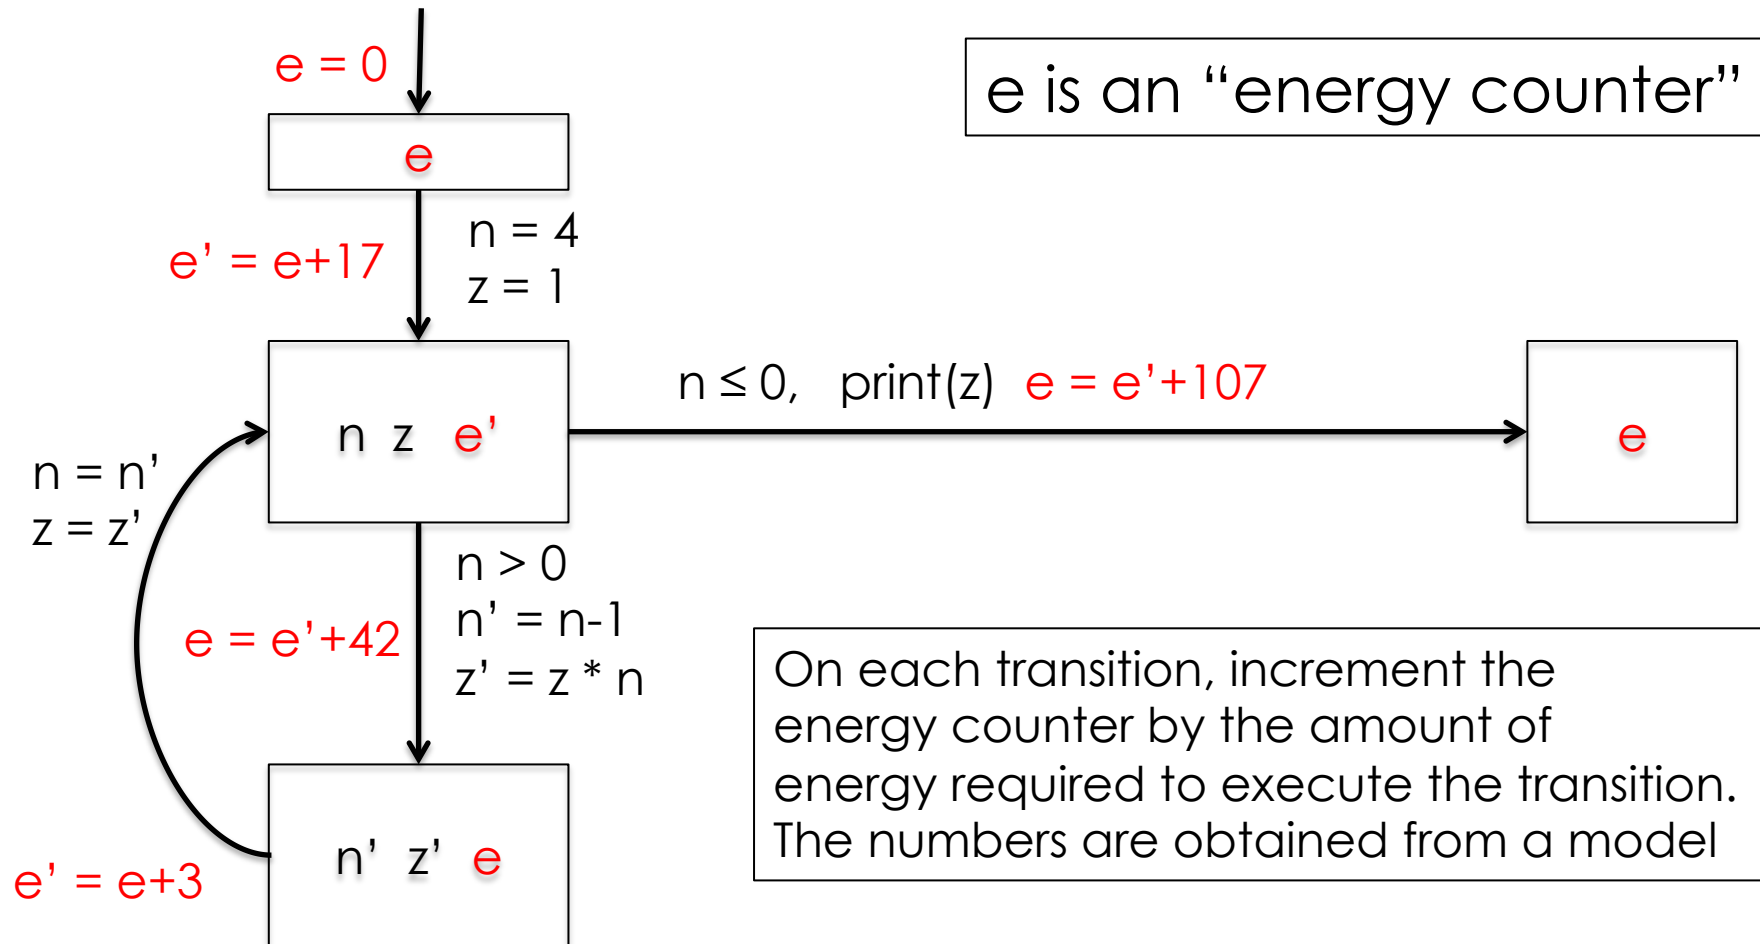 e = 0
e is an “energy counter”
e
e’ = e+17
n = 4
z = 1
n ≤ 0, print(z) e = e’+107
n z e’
e
n = n’
z = z’
n > 0
n’ = n-1
z’ = z * n
e = e’+42
On each transition, increment the
energy counter by the amount of
energy required to execute the transition.
The numbers are obtained from a model
n’ z’ e
e’ = e+3